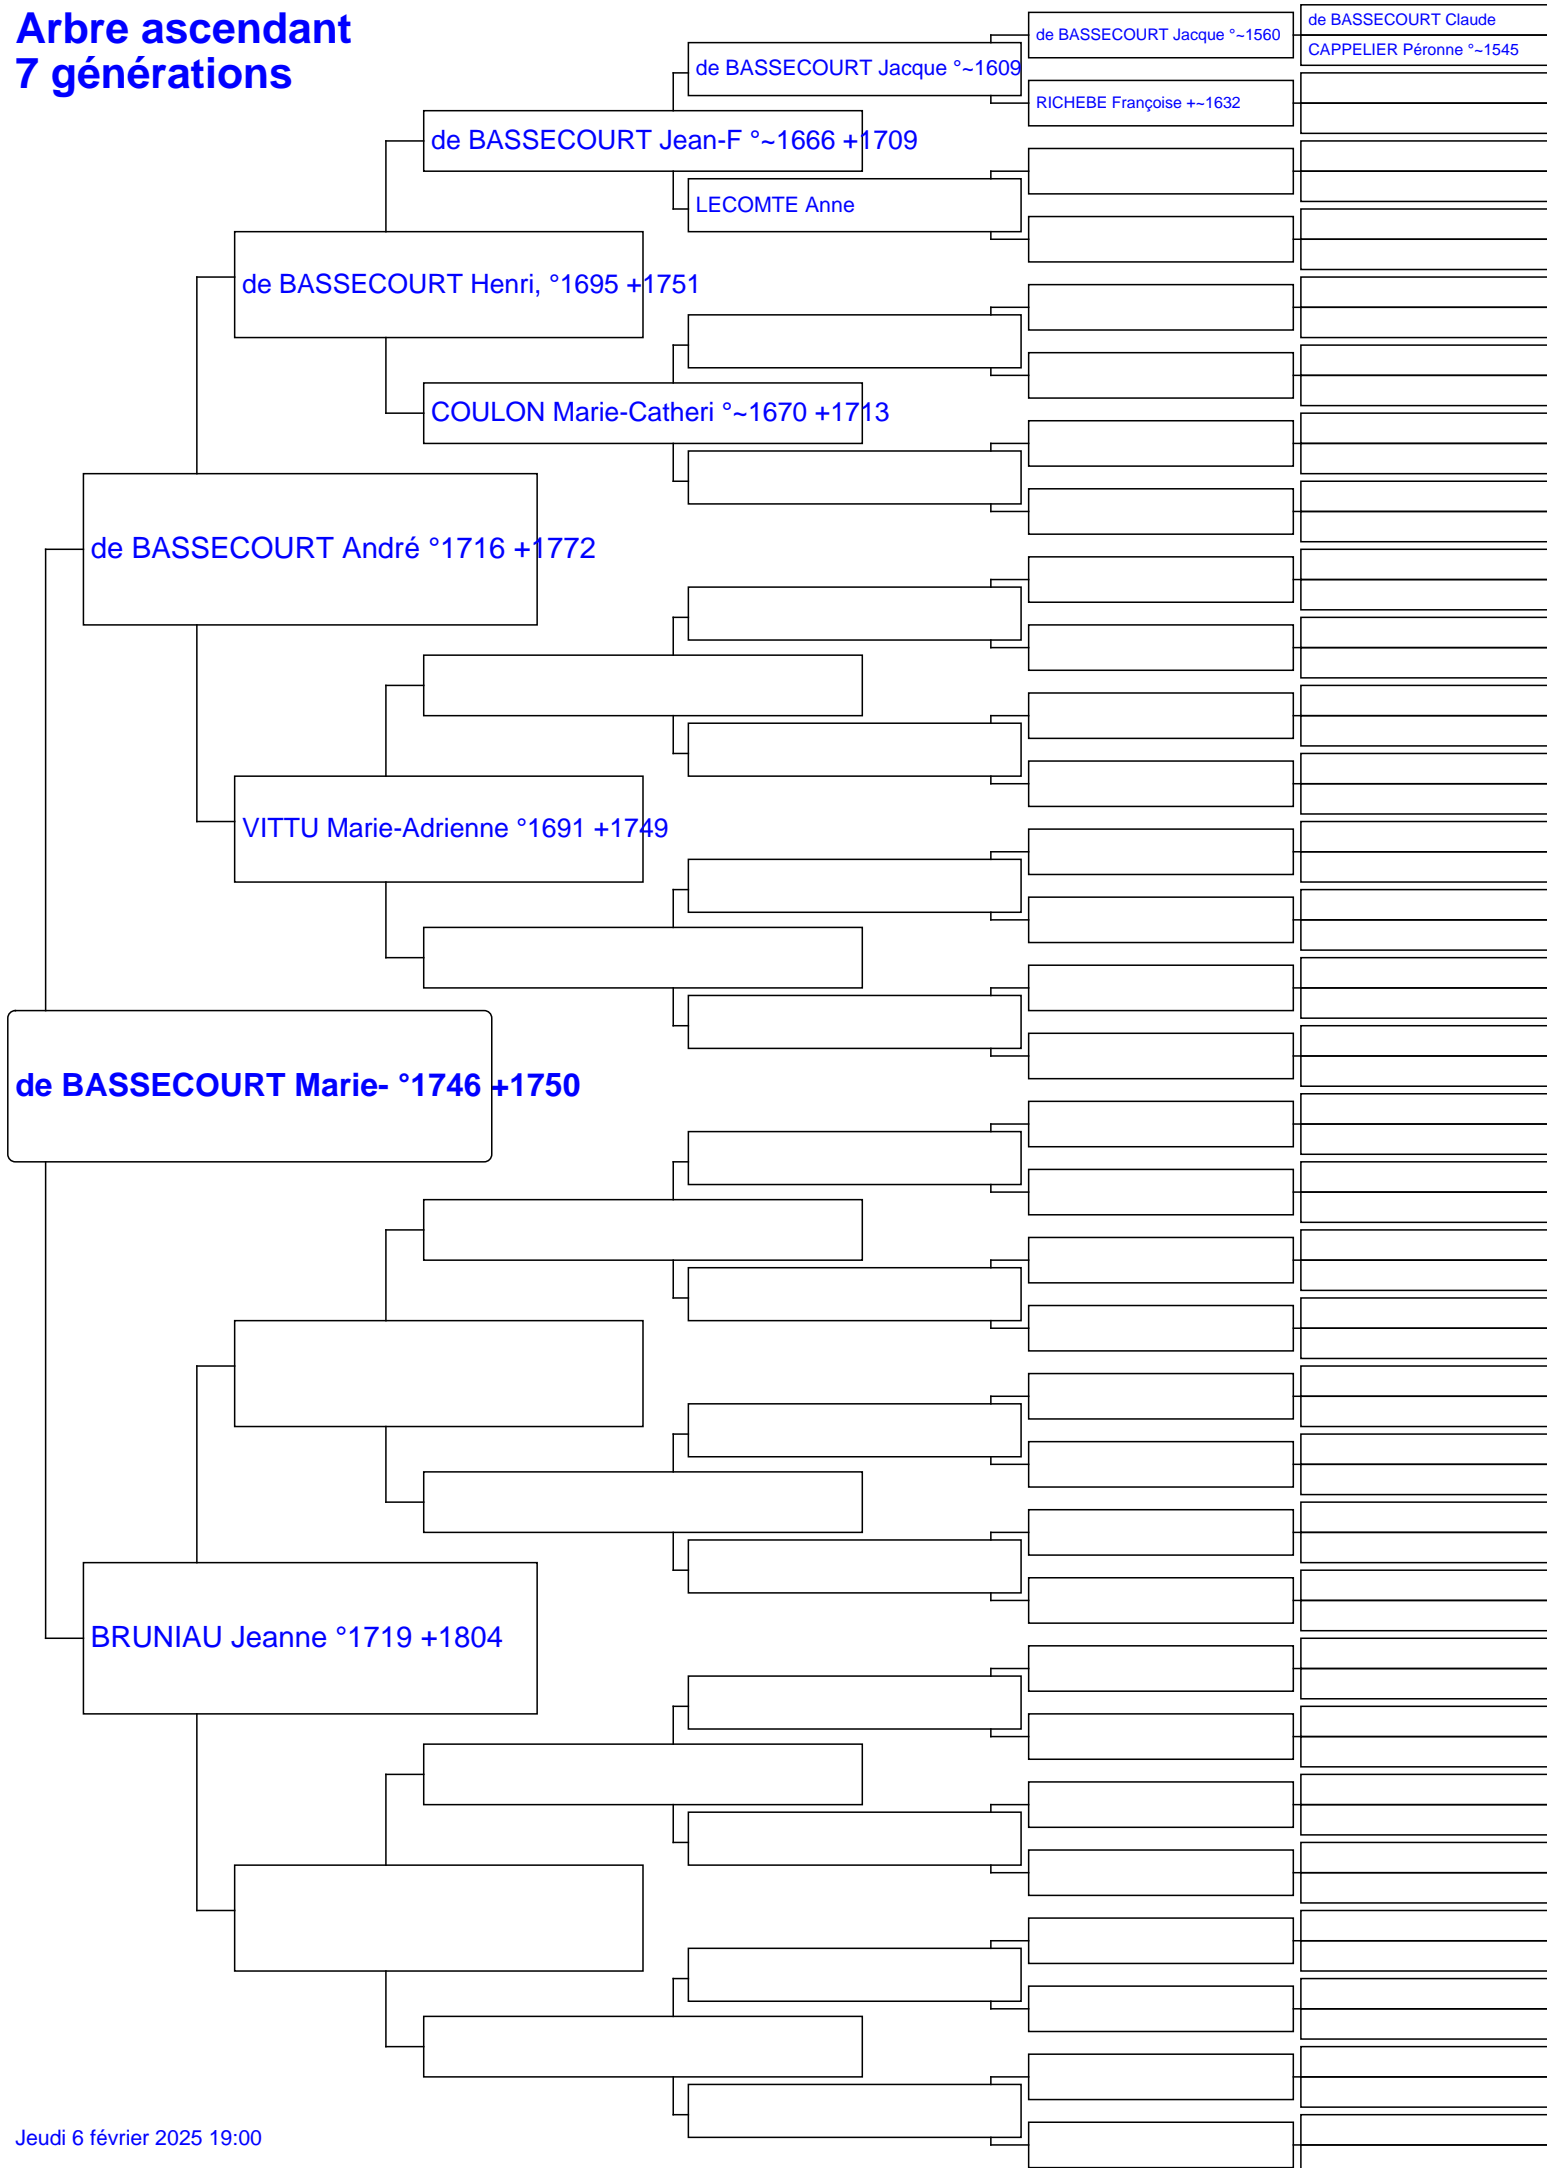 Arbre ascendant
7 générations
de BASSECOURT Claude
CAPPELIER Péronne °~1545
de BASSECOURT Jacque °~1560
de BASSECOURT Jacque °~1609
RICHEBE Françoise +~1632
de BASSECOURT Jean-F °~1666 +1709
LECOMTE Anne
de BASSECOURT Henri, °1695 +1751
COULON Marie-Catheri °~1670 +1713
de BASSECOURT André °1716 +1772
VITTU Marie-Adrienne °1691 +1749
de BASSECOURT Marie- °1746 +1750
BRUNIAU Jeanne °1719 +1804
Jeudi 6 février 2025 19:00